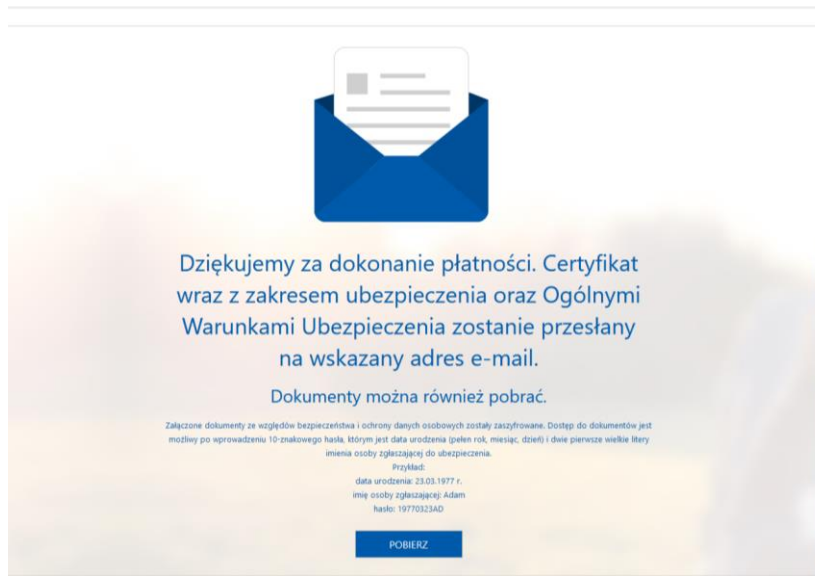 Dziękujemy za dokonanie płatności. Certyfikat
wraz z zakresem ubezpieczenia oraz Ogólnymi
Warunkami Ubezpieczenia zostanie przesłany
na wskazany adres e-mail.
Dokumenty można również pobrać.
Załączone dokumenty ze względów bezpieczeństwa i ochrony danych osobowych zostały zaszyfrowane. Dostęp do dokumentów jest
możliwy po wprowadzeniu 10-znakowego hasła, którym jest data urodzenia (pełen rok, miesiąc, dzień) i dwie pierwsze wielkie litery
imienia osoby zgłaszającej do ubezpieczenia.
Przykład:
data urodzenia: 23.03.1977 r.
imię osoby zgłaszającej: Adam
hasło: 19770323AD
POBIERZ